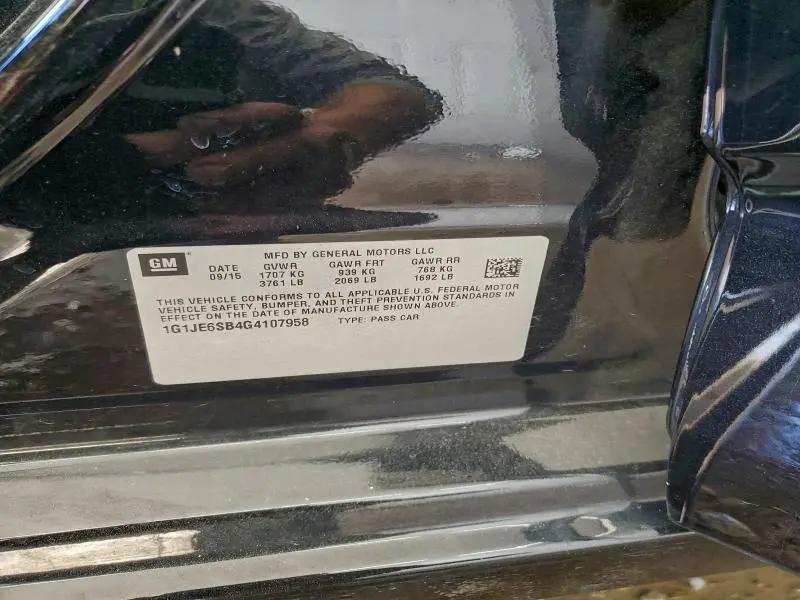 GM
MFD BY GENERAL MOTORS LLC
DATE GVWR GAWR FRT GAWR RR
09/15 1707 KG 939 KG 768 KG
3761 LB 2069 LB 1692 LB
THIS VEHICLE CONFORMS TO ALL APPLICABLE U.S. FEDERAL MOTOR
VEHICLE SAFETY, BUMPER, AND THEFT PREVENTION STANDARDS IN
EFFECT ON THE DATE OF MANUFACTURE SHOWN ABOVE.
1G1JE6SB4G4107958 TYPE: PASS CAR